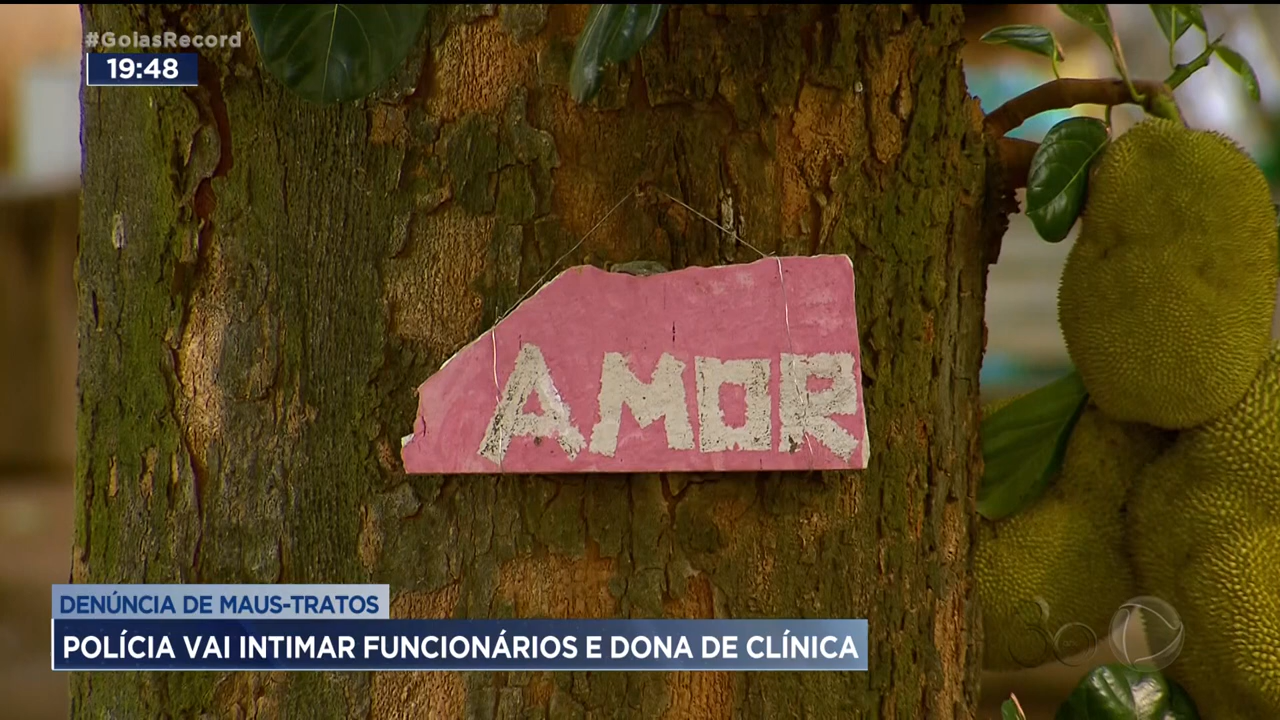 #GoiasRecord
19:48
AMOR
DENÚNCIA DE MAUS-TRATOS
POLÍCIA VAI INTIMAR FUNCIONÁRIOS E DONA DE CLÍNICA